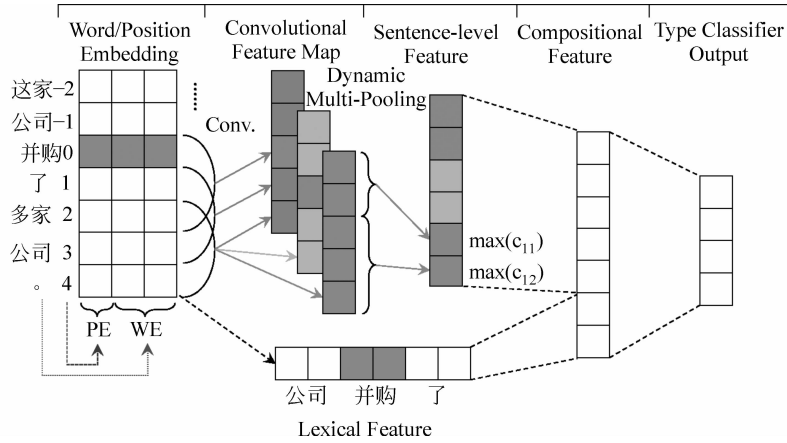 Word/Position
Embedding
Convolutional
Feature Map
Sentence-level
Feature
Compositional
Feature
Type Classifier
Output
Dynamic
Multi-Pooling
Conv.
这家–2
公司–1
并购0
了 1
多家 2
公司 3
。 4
max(c11)
max(c12)
PE WE
公司 并购 了
Lexical Feature